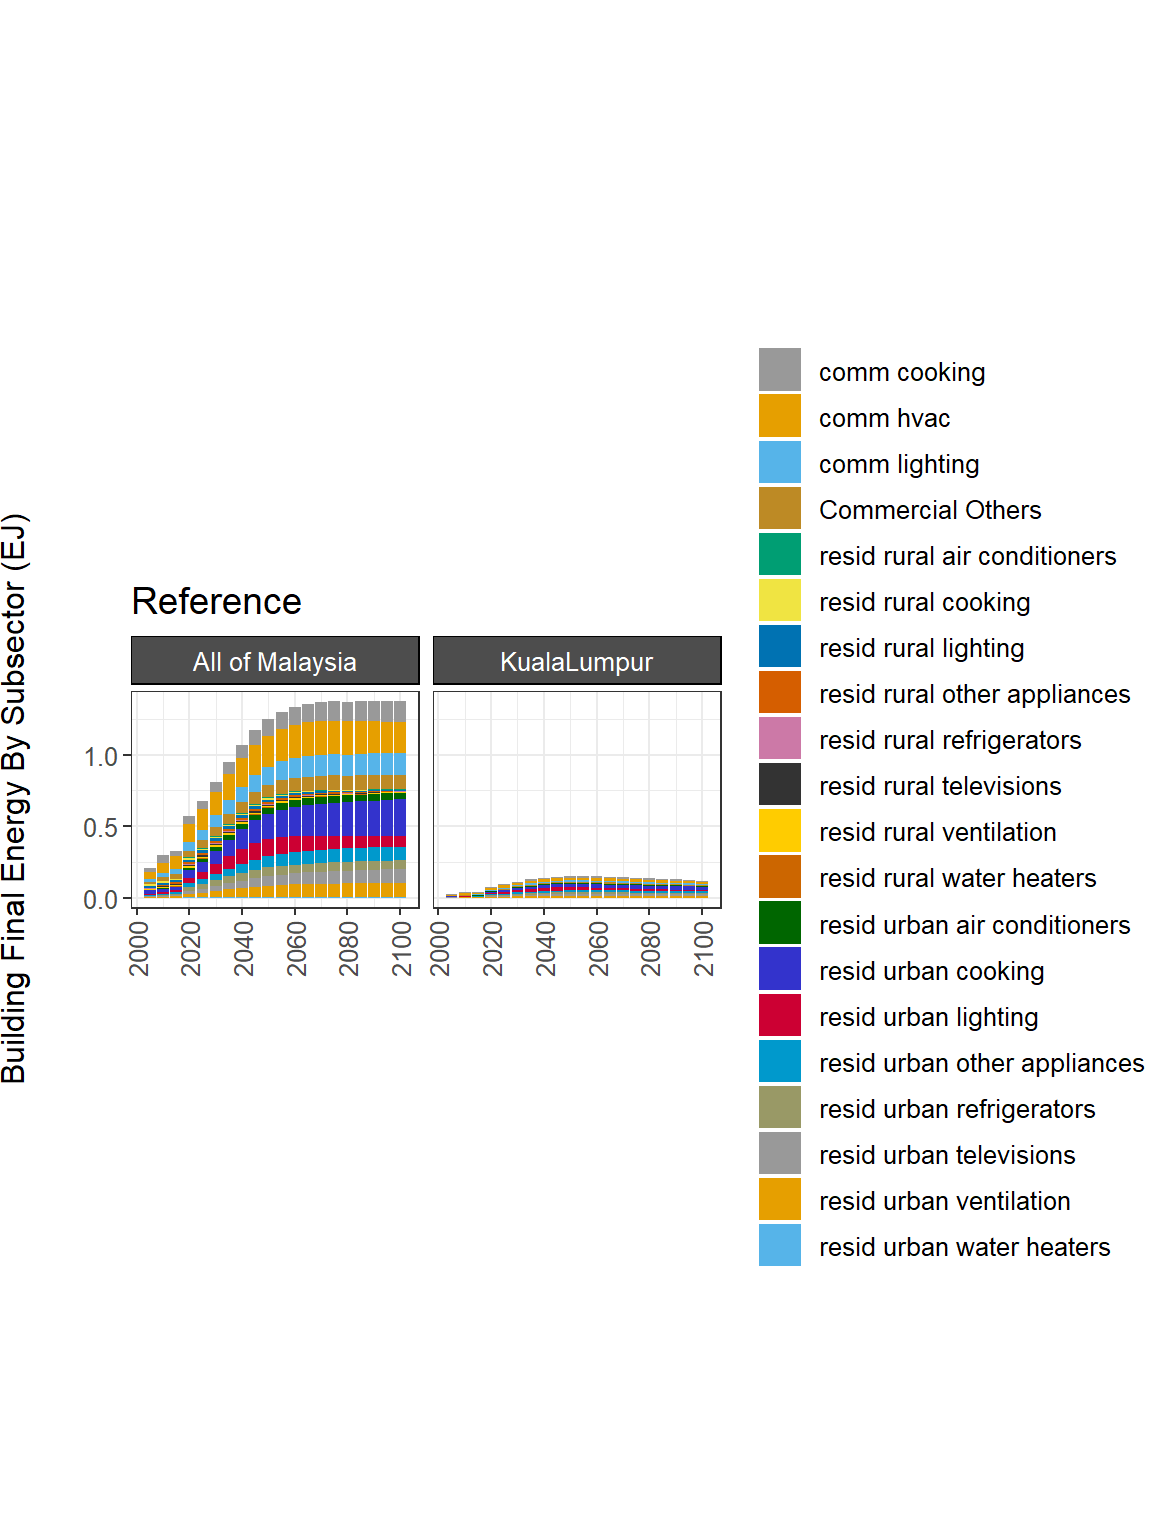 Building Final Energy By Subsector (EJ)
Reference
All of Malaysia
KualaLumpur
1.0
0.5
0.0
2000
2020
2040
2060
2080
2100
2000
2020
2040
2060
2080
2100
comm cooking
comm hvac
comm lighting
Commercial Others
resid rural air conditioners
resid rural cooking
resid rural lighting
resid rural other appliances
resid rural refrigerators
resid rural televisions
resid rural ventilation
resid rural water heaters
resid urban air conditioners
resid urban cooking
resid urban lighting
resid urban other appliances
resid urban refrigerators
resid urban televisions
resid urban ventilation
resid urban water heaters